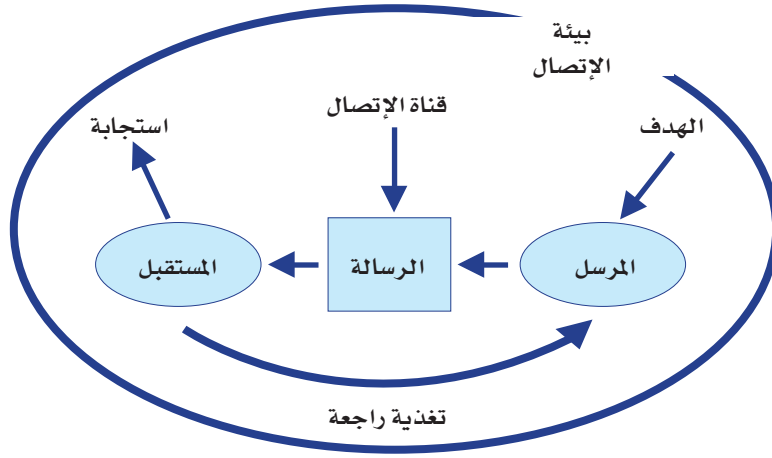 بيئة
الإتصال
الهدف
قناة الإتصال
استجابة
المرسل
الرسالة
المستقبل
تغذية راجعة